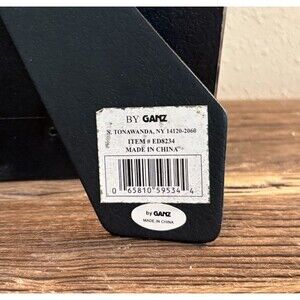 BY GANZ
N. TONAWANDA, NY 14120-2060
ITEM # ED8234
MADE IN CHINA
0 65810 59534 4
by GANZ
MADE IN CHINA